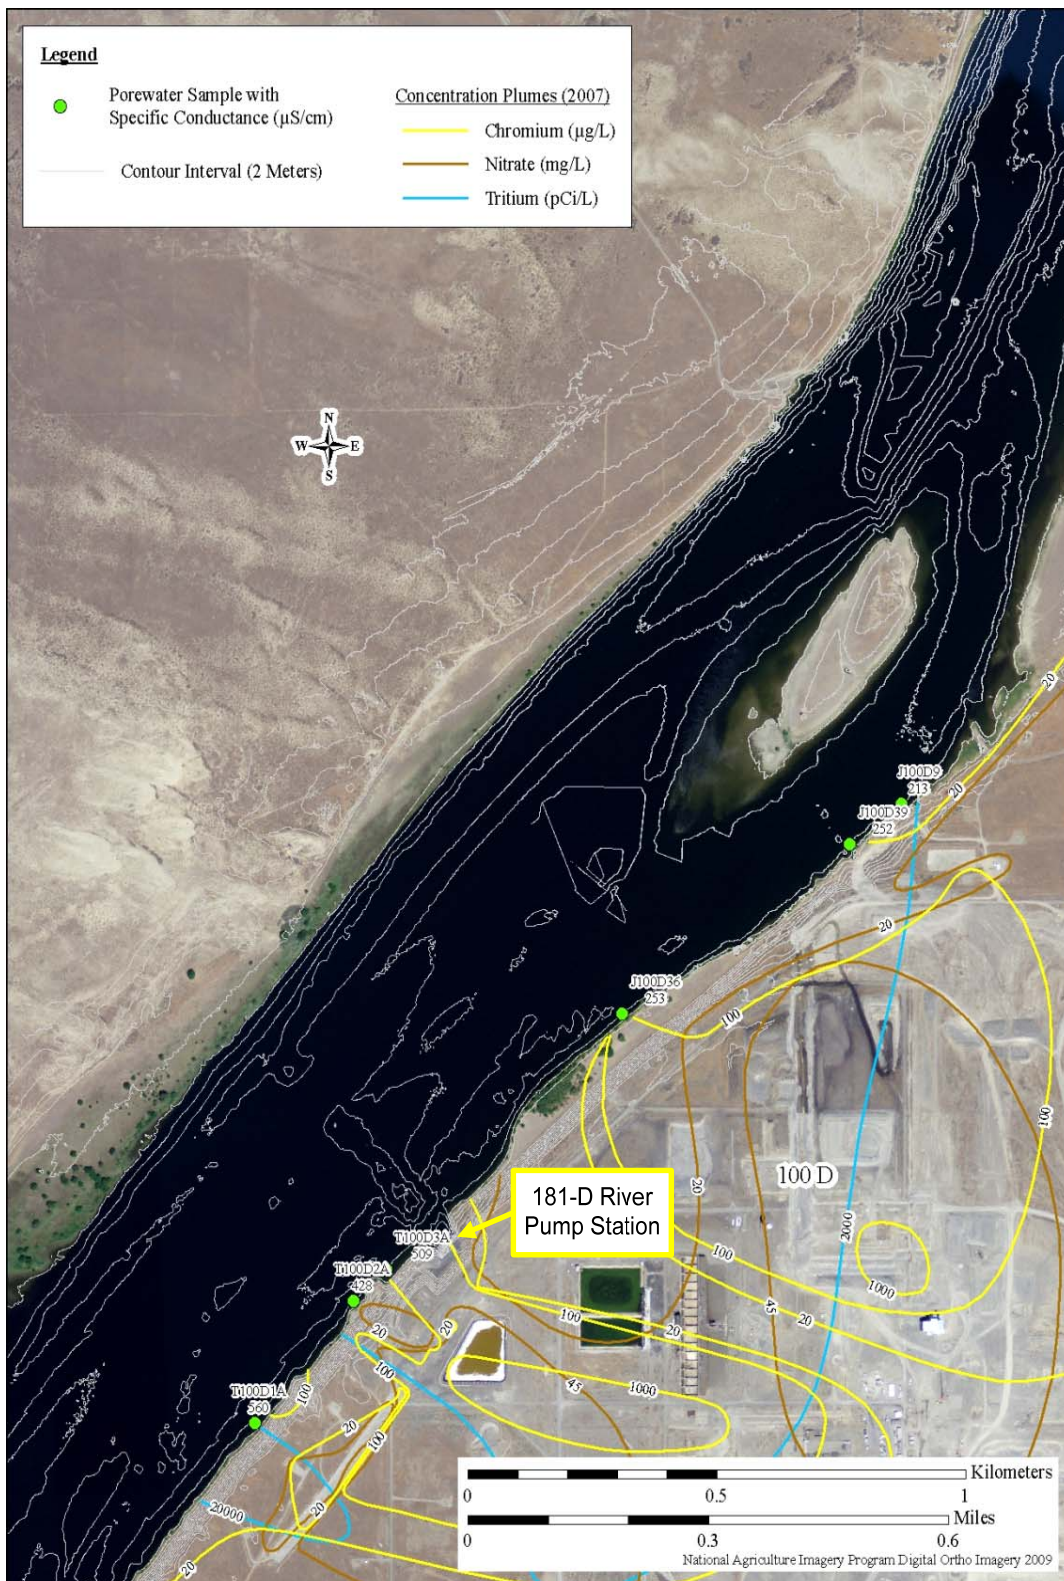 Legend
Porewater Sample with
Specific Conductance (µS/cm)
Contour Interval (2 Meters)
Concentration Plumes (2007)
Chromium (µg/L)
Nitrate (mg/L)
Tritium (pCi/L)
N
W E
S
20
J100D9
213
20
J100D39
252
20
J100D36
253
100
100
20
100 D
2000
181-D River
Pump Station
T100D3A
509
100
1000
T100D2A
428
100
20
20
45
20
20
100
45
1000
T100D1A
560
100
20
100
20
20000
20
Kilometers
0 0.5 1
Miles
0 0.3 0.6
National Agriculture Imagery Program Digital Ortho Imagery 2009